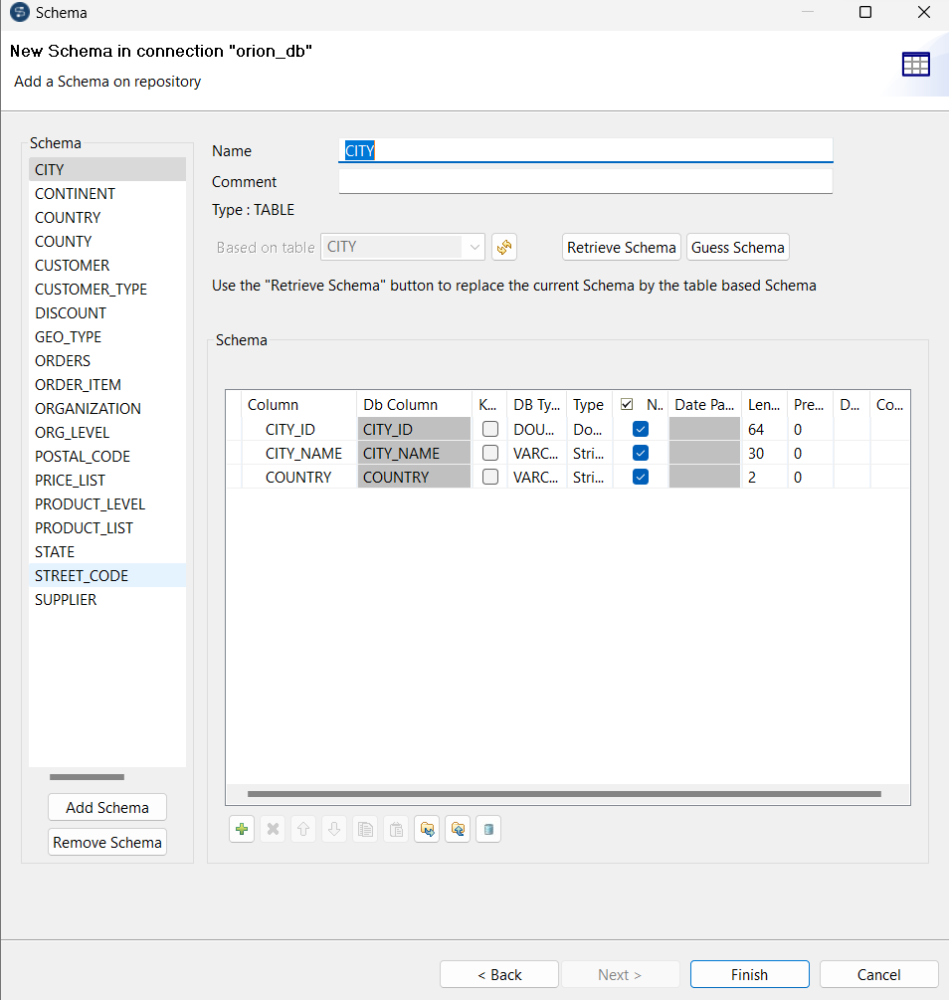 Schema
New Schema in connection "orion_db"
Add a Schema on repository
Schema
CITY
CONTINENT
COUNTRY
COUNTY
CUSTOMER
CUSTOMER_TYPE
DISCOUNT
GEO_TYPE
ORDERS
ORDER_ITEM
ORGANIZATION
ORG_LEVEL
POSTAL_CODE
PRICE_LIST
PRODUCT_LEVEL
PRODUCT_LIST
STATE
STREET_CODE
SUPPLIER
Add Schema
Remove Schema
Name CITY
Comment
Type : TABLE
Based on table CITY Retrieve Schema Guess Schema
Use the "Retrieve Schema" button to replace the current Schema by the table based Schema
Schema
Column Db Column K... DB Ty... Type N.. Date Pa... Len... Pre... D... Co...
CITY_ID CITY_ID DOU... Do... 64 0
CITY_NAME CITY_NAME VARC... Stri... 30 0
COUNTRY COUNTRY VARC... Stri... 2 0
< Back Next > Finish Cancel